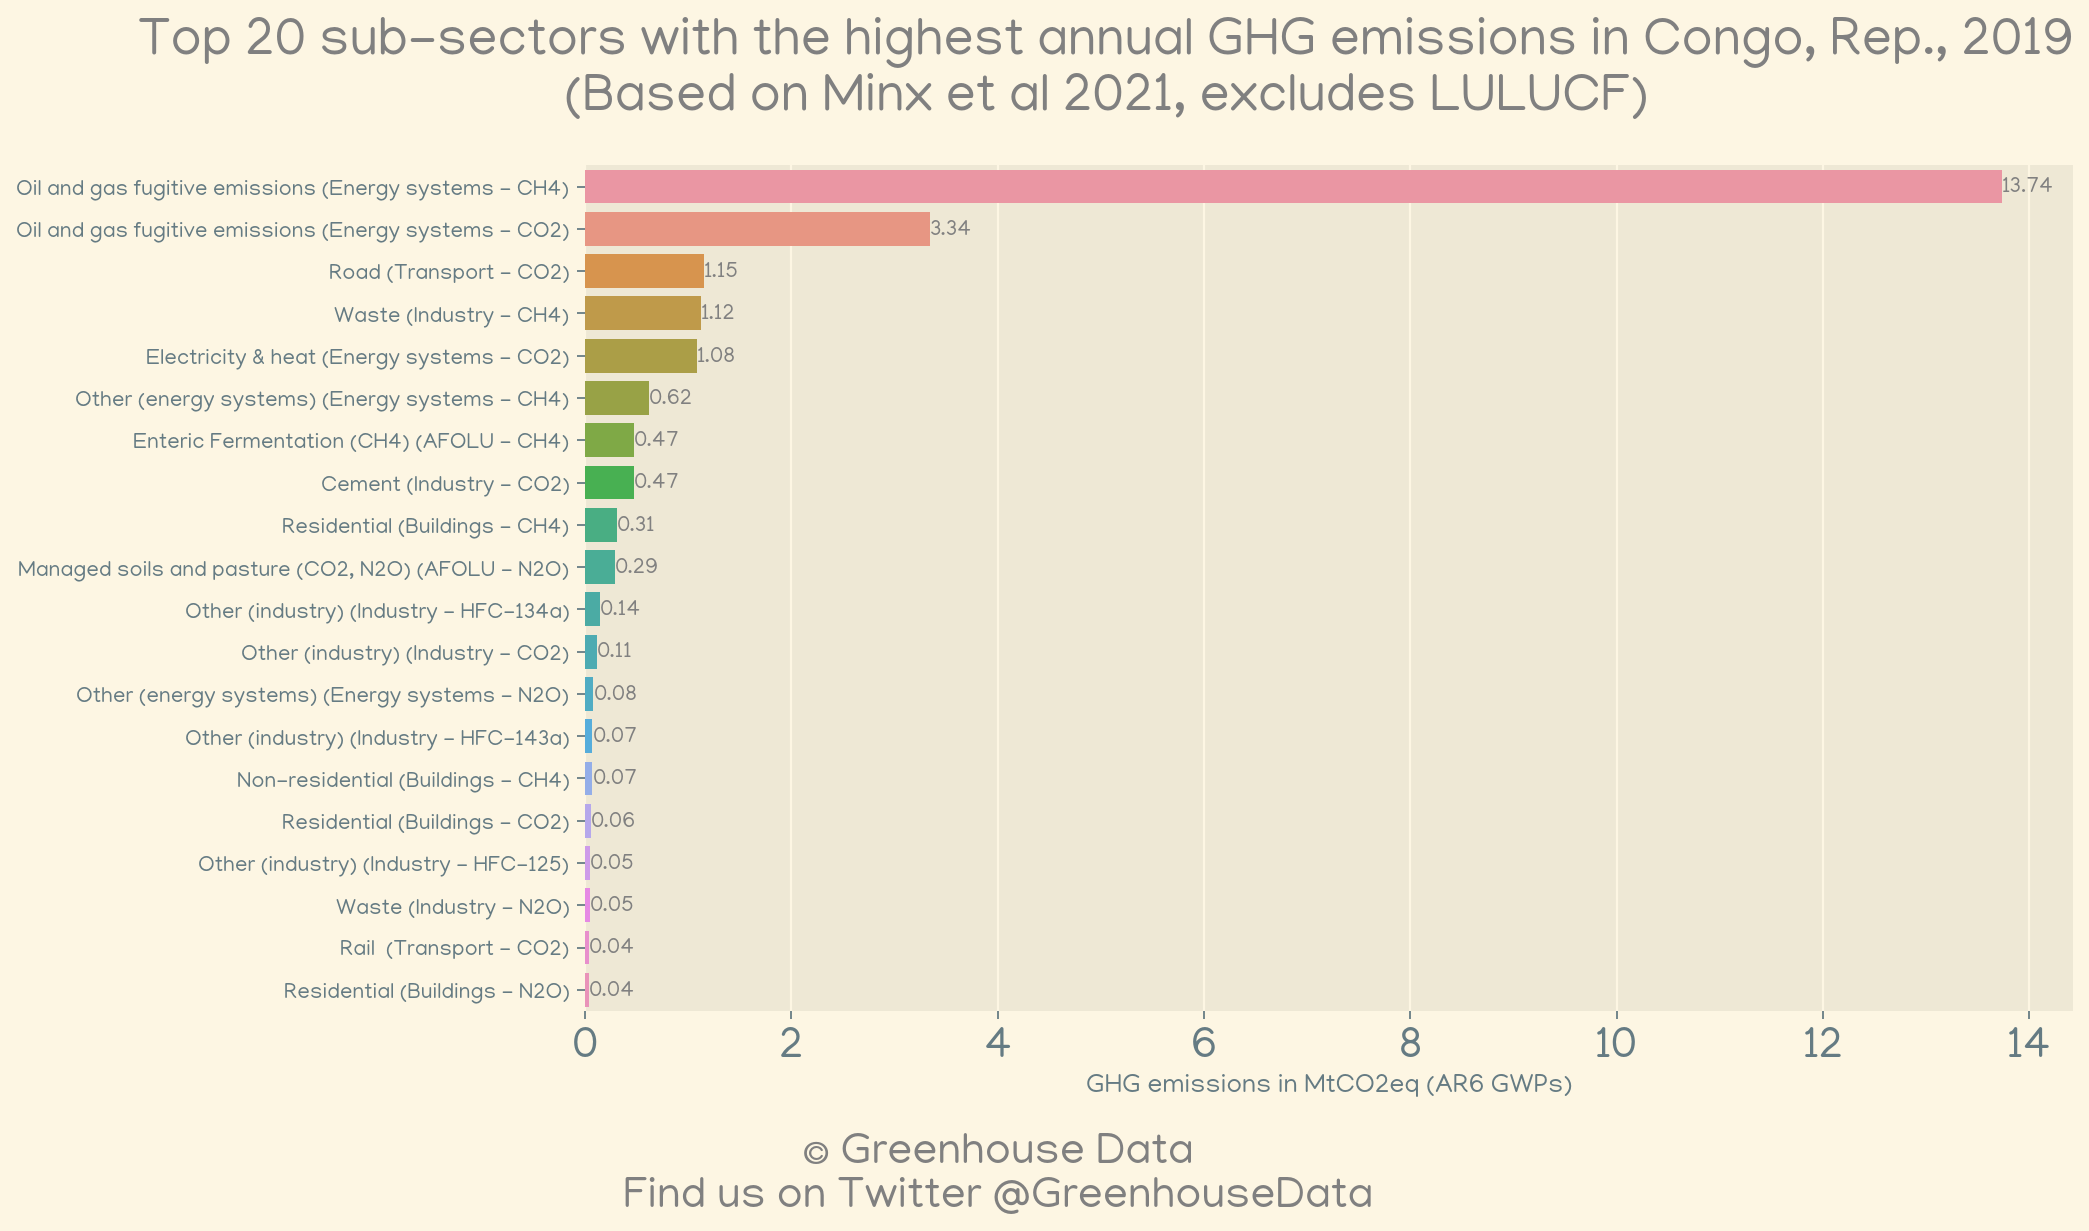 Top 20 sub-sectors with the highest annual GHG emissions in Congo, Rep., 2019
(Based on Minx et al 2021, excludes LULUCF)
Oil and gas fugitive emissions (Energy systems - CH4) 13.74
Oil and gas fugitive emissions (Energy systems - CO2) 3.34
Road (Transport - CO2) 1.15
Waste (Industry - CH4) 1.12
Electricity & heat (Energy systems - CO2) 1.08
Other (energy systems) (Energy systems - CH4) 0.62
Enteric Fermentation (CH4) (AFOLU - CH4) 0.47
Cement (Industry - CO2) 0.47
Residential (Buildings - CH4) 0.31
Managed soils and pasture (CO2, N2O) (AFOLU - N2O) 0.29
Other (industry) (Industry - HFC-134a) 0.14
Other (industry) (Industry - CO2) 0.11
Other (energy systems) (Energy systems - N2O) 0.08
Other (industry) (Industry - HFC-143a) 0.07
Non-residential (Buildings - CH4) 0.07
Residential (Buildings - CO2) 0.06
Other (industry) (Industry - HFC-125) 0.05
Waste (Industry - N2O) 0.05
Rail  (Transport - CO2) 0.04
Residential (Buildings - N2O) 0.04
0 2 4 6 8 10 12 14
GHG emissions in MtCO2eq (AR6 GWPs)
© Greenhouse Data
Find us on Twitter @GreenhouseData